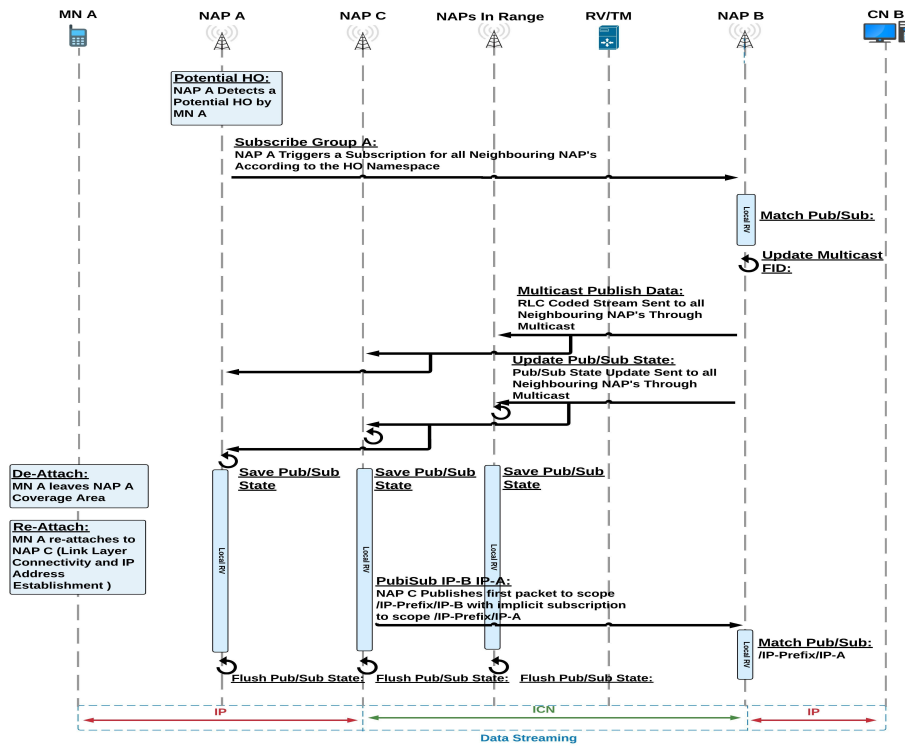 MN A
NAP A
NAP C
NAPs In Range
RV/TM
NAP B
CN B
Potential HO:
NAP A Detects a
Potential HO by
MN A
Subscribe Group A:
NAP A Triggers a Subscription for all Neighbouring NAP's
According to the HO Namespace
Local RV
Match Pub/Sub:
Update Multicast
FID:
Multicast Publish Data:
RLC Coded Stream Sent to all
Neighbouring NAP's Through
Multicast
Update Pub/Sub State:
Pub/Sub State Update Sent to all
Neighbouring NAP's Through
Multicast
De-Attach:
MN A leaves NAP A
Coverage Area
Re-Attach:
MN A re-attaches to
NAP C (Link Layer
Connectivity and IP
Address
Establishment )
Save Pub/Sub
State
Save Pub/Sub
State
Save Pub/Sub
State
Local RV
Local RV
Local RV
PubiSub IP-B IP-A:
NAP C Publishes first packet to scope
/IP-Prefix/IP-B with implicit subscription
to scope /IP-Prefix/IP-A
Local RV
Match Pub/Sub:
/IP-Prefix/IP-A
Flush Pub/Sub State:
Flush Pub/Sub State:
Flush Pub/Sub State:
IP
ICN
IP
Data Streaming